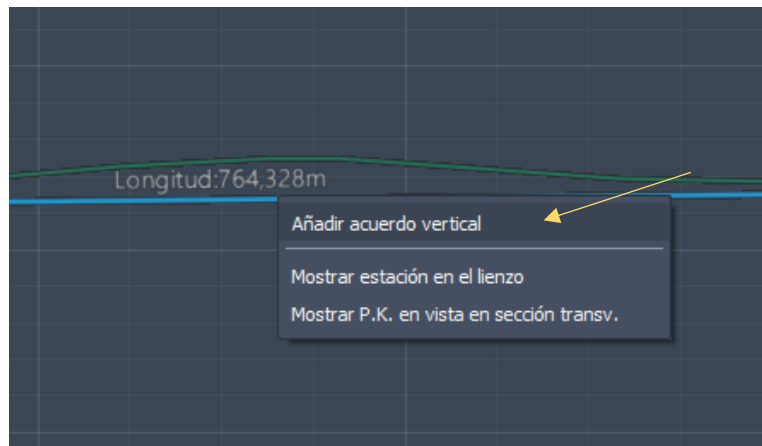 Longitud:764,328m
Añadir acuerdo vertical
Mostrar estación en el lienzo
Mostrar P.K. en vista en sección transv.